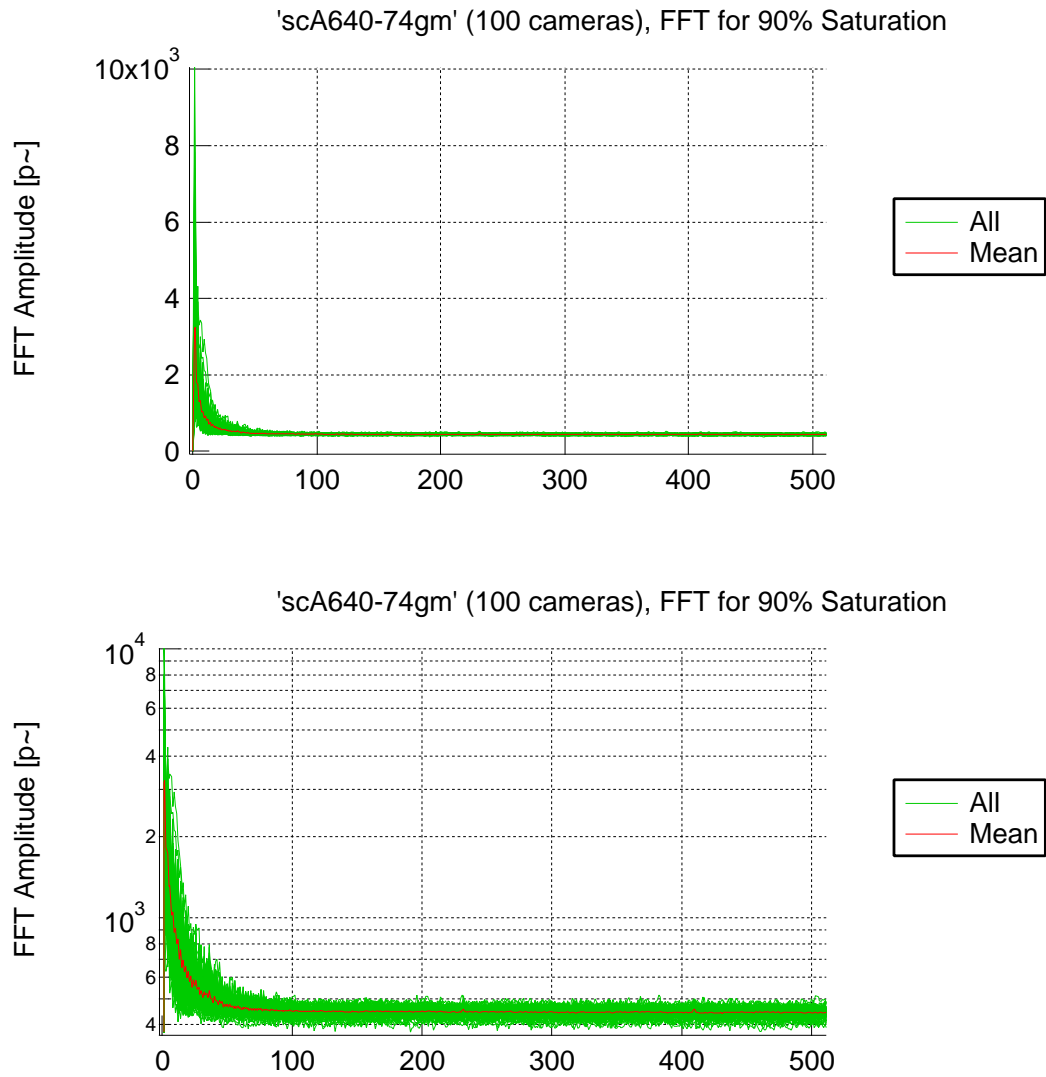 'scA640-74gm' (100 cameras), FFT for 90% Saturation
10x10³
8
6
4
2
0
FFT Amplitude [p~]
0 100 200 300 400 500
All
Mean
'scA640-74gm' (100 cameras), FFT for 90% Saturation
10⁴
8
6
4
2
10³
8
6
4
FFT Amplitude [p~]
0 100 200 300 400 500
All
Mean